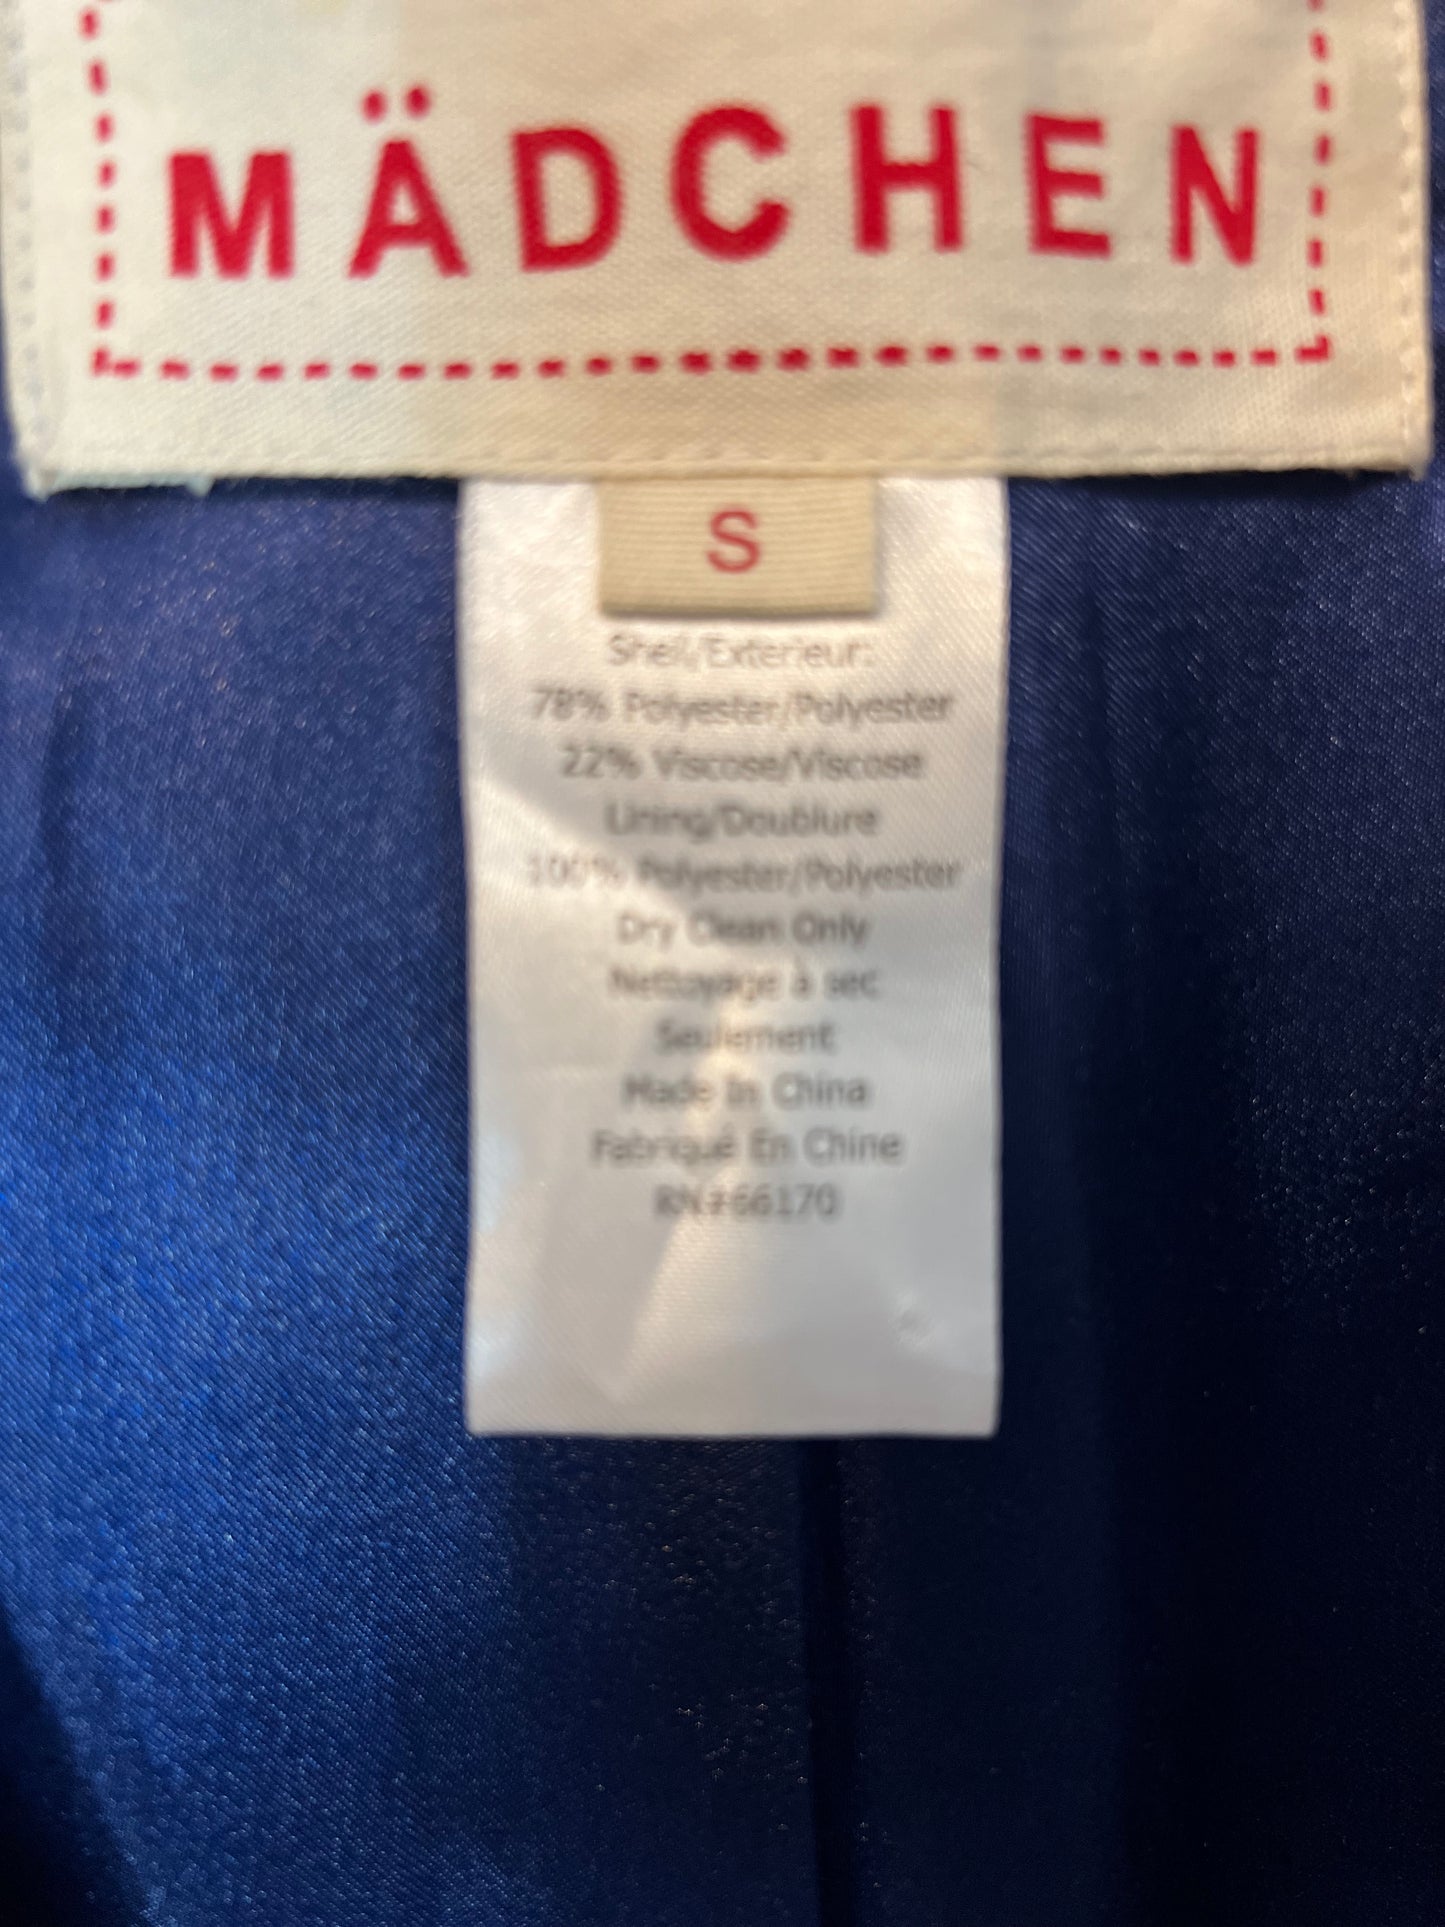 MÄDCHEN
S
Shell/Exterieur:
78% Polyester/Polyester
22% Viscose/Viscose
Lining/Doublure
100% Polyester/Polyester
Dry Clean Only
Nettoyage à sec
Seulement
Made In China
Fabriqué En Chine
RN#66170